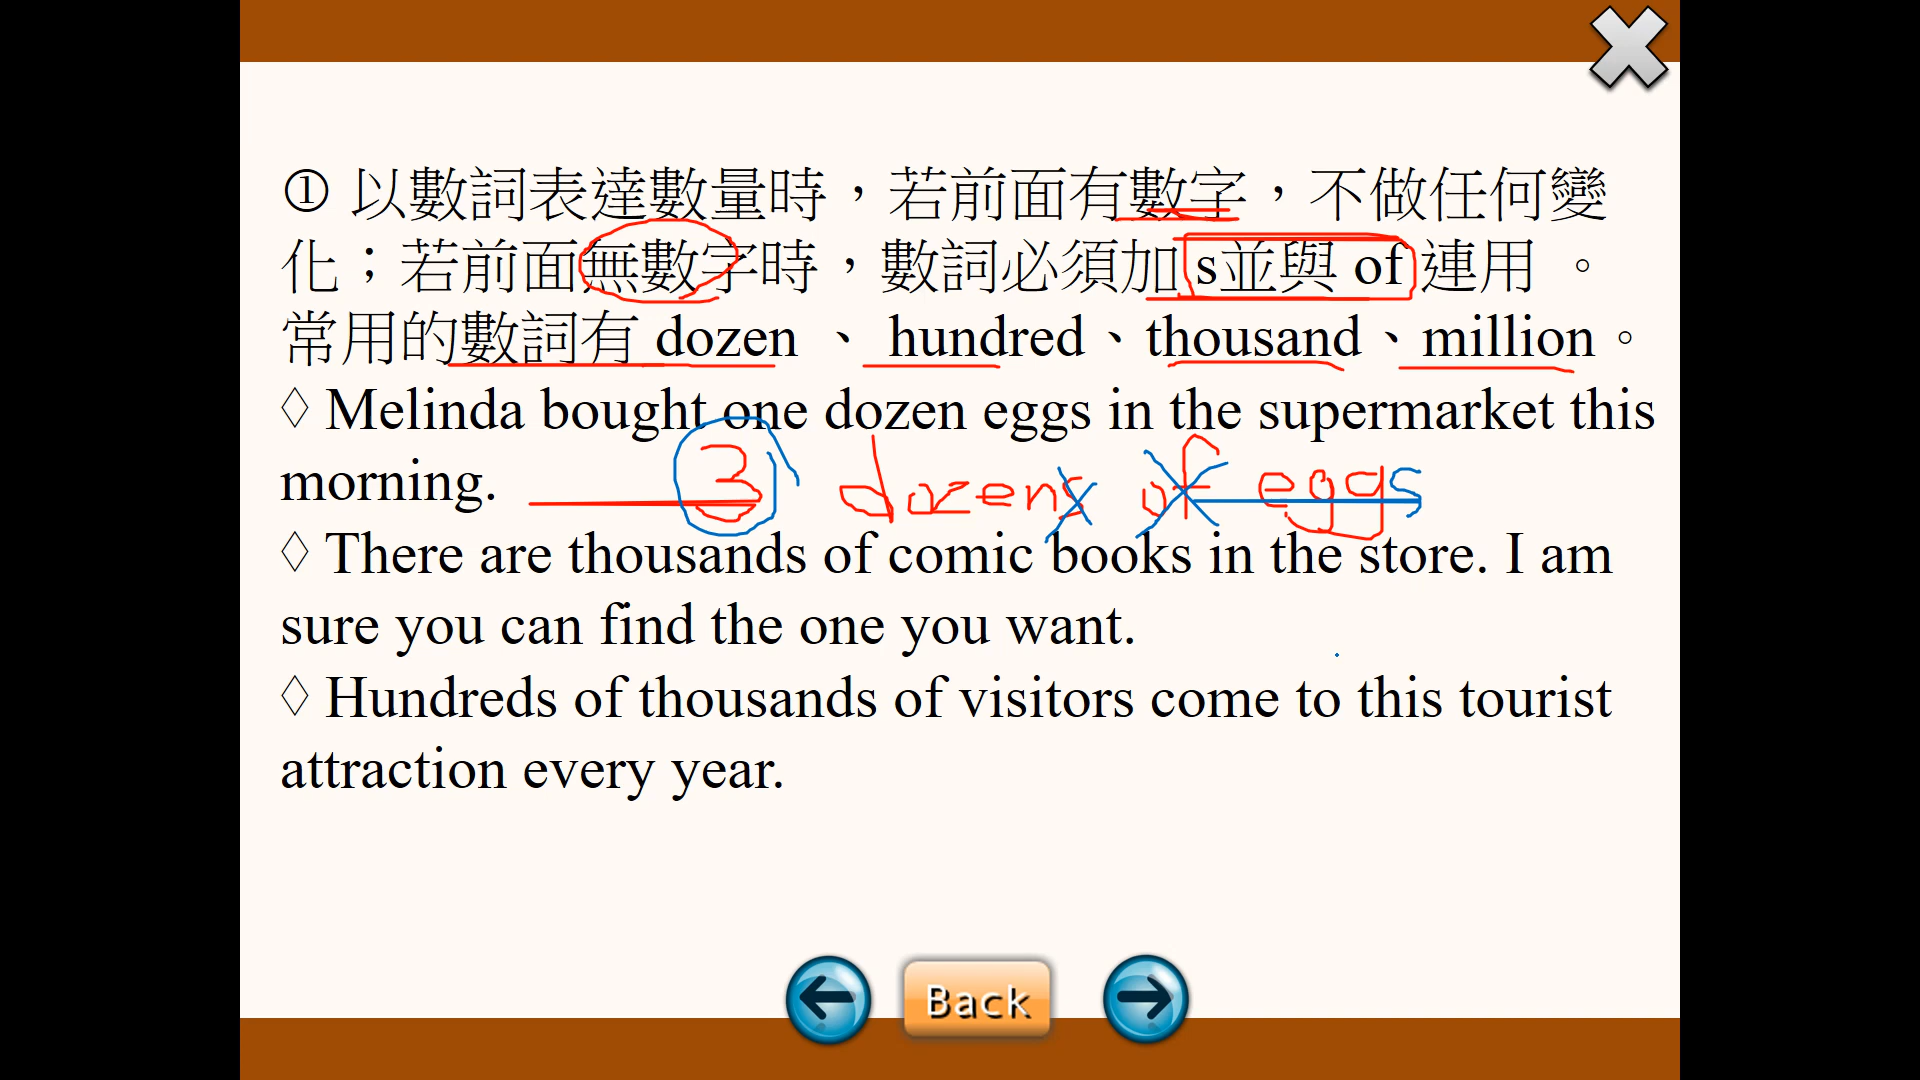 ① 以數詞表達數量時，若前面有數字，不做任何變
化；若前面無數字時，數詞必須加 s並與 of 連用 。
常用的數詞有 dozen 、 hundred、thousand、million。
◊ Melinda bought one dozen eggs in the supermarket this
morning.
3 dozens of eggs
◊ There are thousands of comic books in the store. I am
sure you can find the one you want.
◊ Hundreds of thousands of visitors come to this tourist
attraction every year.
Back